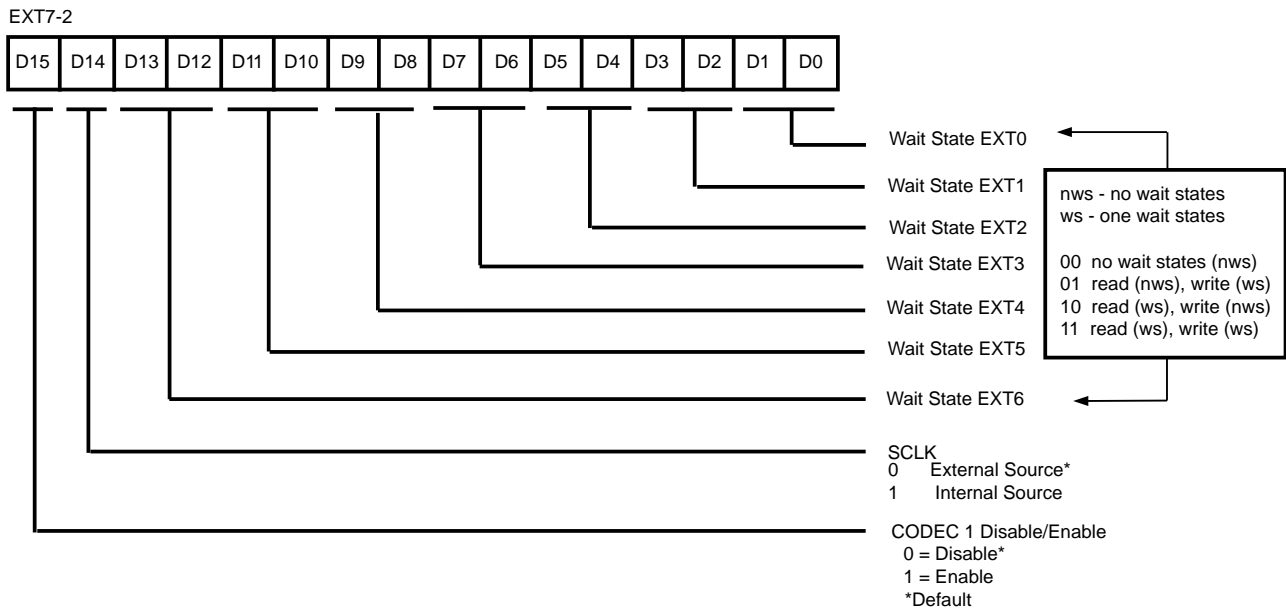 EXT7-2
D15 D14 D13 D12 D11 D10 D9 D8 D7 D6 D5 D4 D3 D2 D1 D0
Wait State EXT0
Wait State EXT1
Wait State EXT2
Wait State EXT3
Wait State EXT4
Wait State EXT5
Wait State EXT6
nws - no wait states
ws - one wait states
00 no wait states (nws)
01 read (nws), write (ws)
10 read (ws), write (nws)
11 read (ws), write (ws)
SCLK
0 External Source*
1 Internal Source
CODEC 1 Disable/Enable
0 = Disable*
1 = Enable
*Default